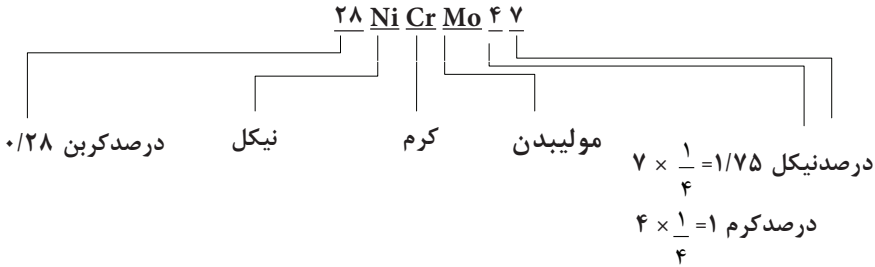 ۲۸ Ni Cr Mo ۴ ۷
درصدکربن ۰/۲۸
نیکل
کرم
مولیبدن
درصدنیکل ۷ × ۱/۴ = ۱/۷۵
درصدکرم ۴ × ۱/۴ = ۱